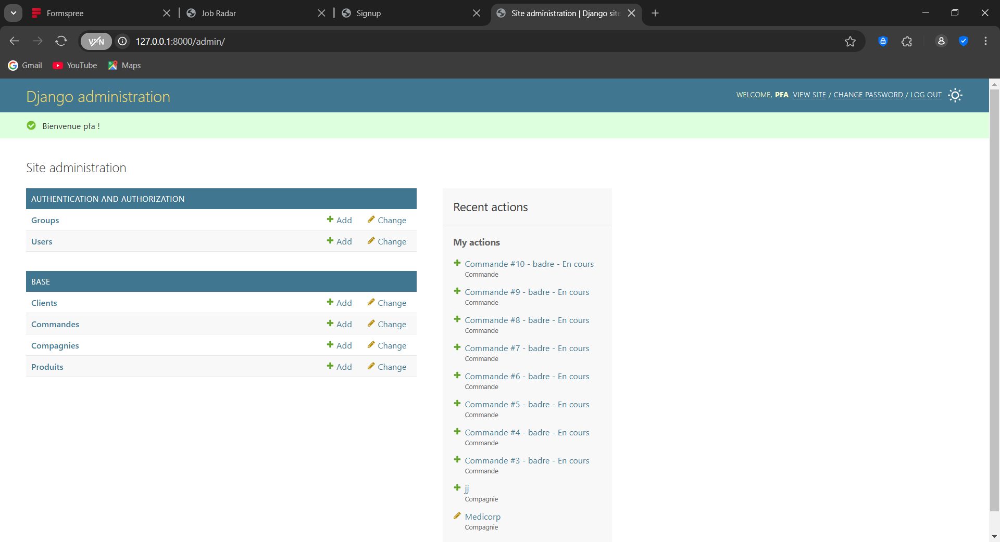 Formspree
Job Radar
Signup
Site administration | Django site
VPN
127.0.0.1:8000/admin/
Gmail
YouTube
Maps
Django administration
WELCOME, PFA. VIEW SITE / CHANGE PASSWORD / LOG OUT
Bienvenue pfa !
Site administration
AUTHENTICATION AND AUTHORIZATION
Groups Add Change
Users Add Change
BASE
Clients Add Change
Commandes Add Change
Compagnies Add Change
Produits Add Change
Recent actions
My actions
Commande #10 - badre - En cours
Commande
Commande #9 - badre - En cours
Commande
Commande #8 - badre - En cours
Commande
Commande #7 - badre - En cours
Commande
Commande #6 - badre - En cours
Commande
Commande #5 - badre - En cours
Commande
Commande #4 - badre - En cours
Commande
Commande #3 - badre - En cours
Commande
jj
Compagnie
Medicorp
Compagnie